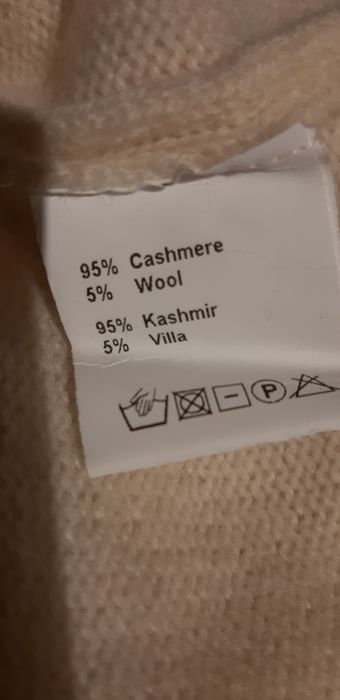 95% Cashmere
5% Wool
95% Kashmir
5% Villa
P